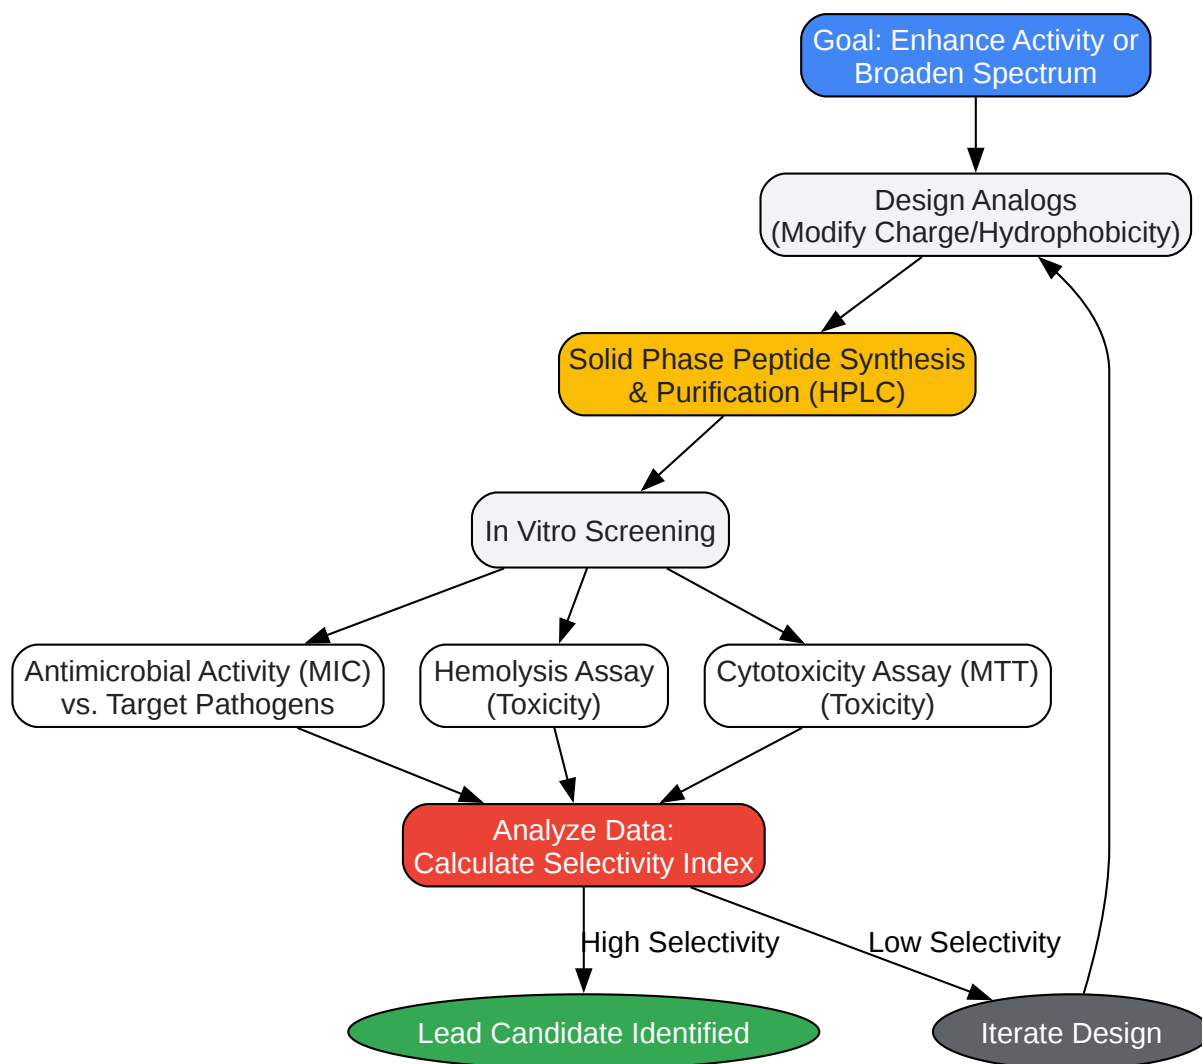 Goal: Enhance Activity or
Broaden Spectrum
Design Analogs
(Modify Charge/Hydrophobicity)
Solid Phase Peptide Synthesis
& Purification (HPLC)
In Vitro Screening
Antimicrobial Activity (MIC)
vs. Target Pathogens
Hemolysis Assay
(Toxicity)
Cytotoxicity Assay (MTT)
(Toxicity)
Analyze Data:
Calculate Selectivity Index
High Selectivity
Low Selectivity
Lead Candidate Identified
Iterate Design